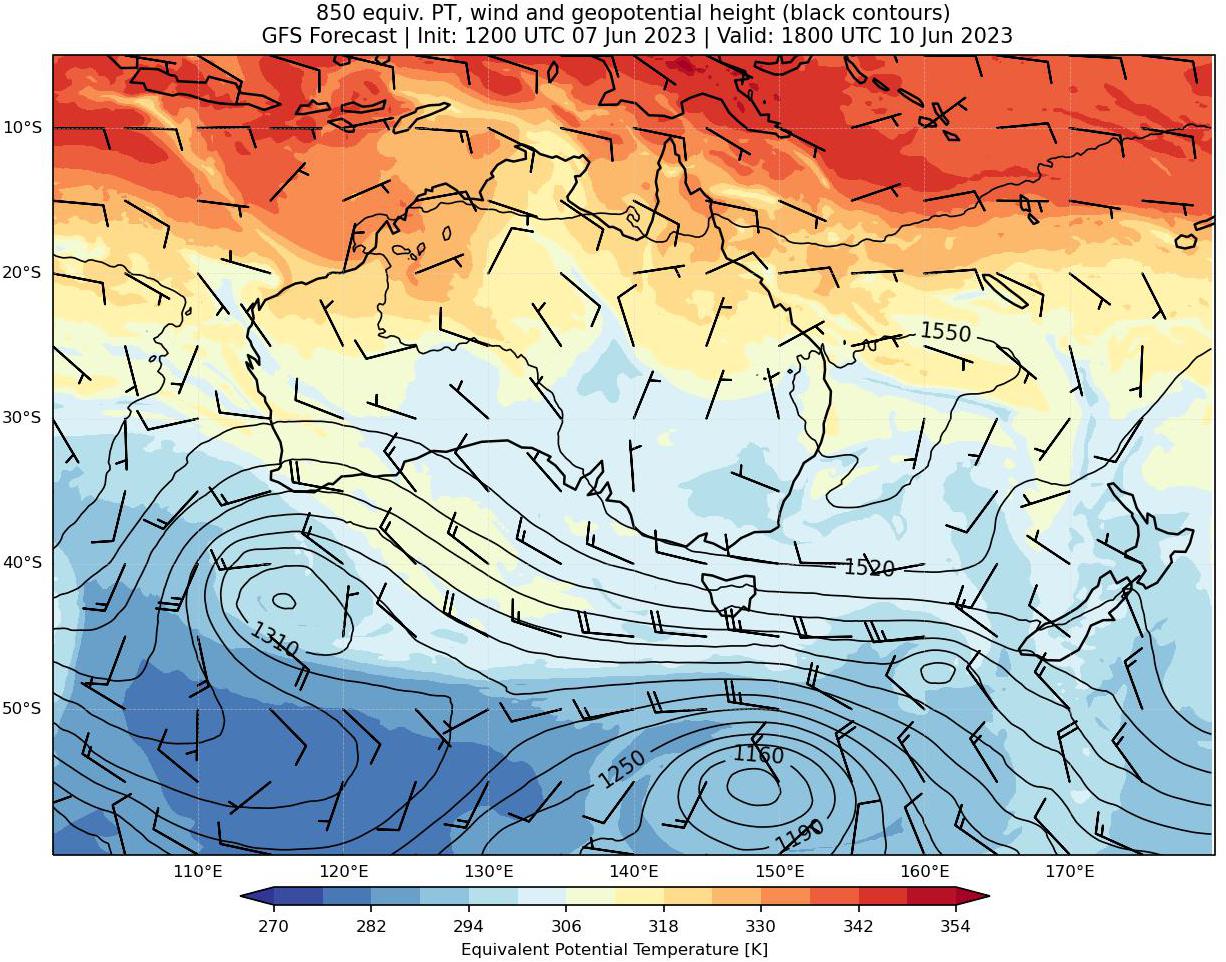 850 equiv. PT, wind and geopotential height (black contours)
GFS Forecast | Init: 1200 UTC 07 Jun 2023 | Valid: 1800 UTC 10 Jun 2023
10°S
20°S
1550
30°S
40°S
1520
1310
50°S
1160
1250
1190
110°E 120°E 130°E 140°E 150°E 160°E 170°E
270 282 294 306 318 330 342 354
Equivalent Potential Temperature [K]